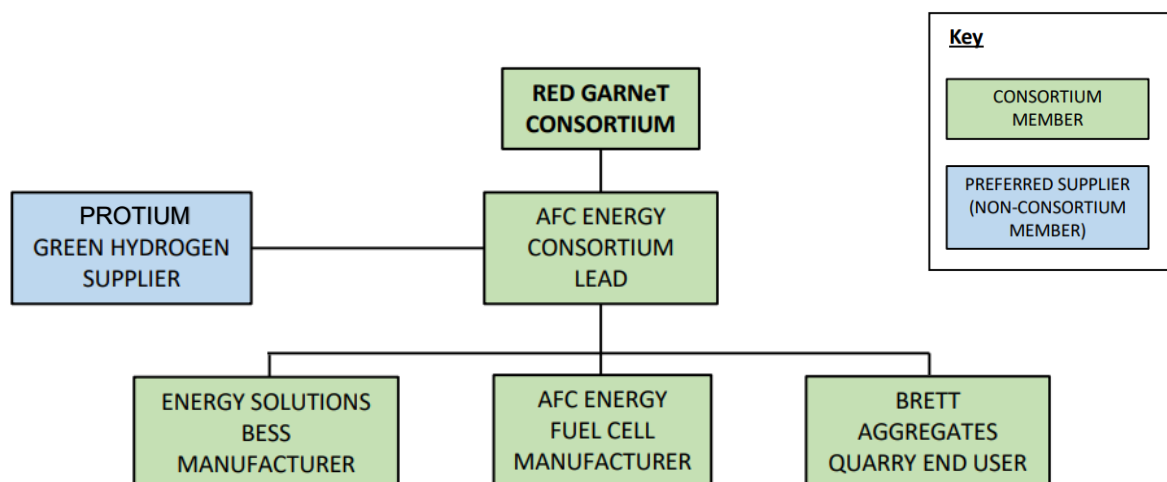 Key
CONSORTIUM
MEMBER
PREFERRED SUPPLIER
(NON-CONSORTIUM
MEMBER)
RED GARNeT
CONSORTIUM
PROTIUM
GREEN HYDROGEN
SUPPLIER
AFC ENERGY
CONSORTIUM
LEAD
ENERGY SOLUTIONS
BESS
MANUFACTURER
AFC ENERGY
FUEL CELL
MANUFACTURER
BRETT
AGGREGATES
QUARRY END USER